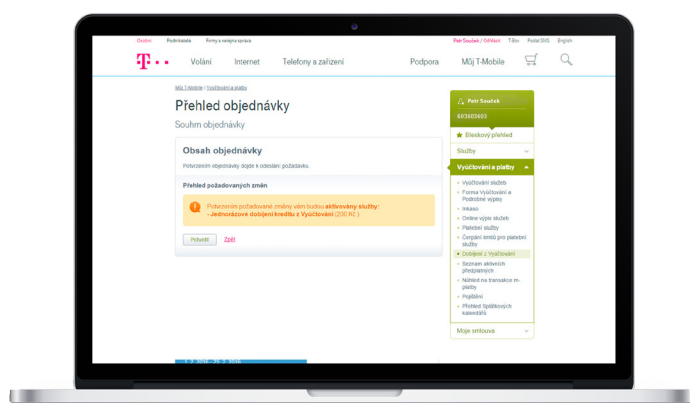 Osobní Podnikatelé Firmy a veřejná správa Petr Souček / Odhlásit T-Box Poslat SMS English
T Volání Internet Telefony a zařízení Podpora Můj T-Mobile
Můj T-Mobile / Vyúčtování a platby
Přehled objednávky
Souhrn objednávky
Obsah objednávky
Potvrzením objednávky dojde k odeslání požadavku.
Přehled požadovaných změn
Potvrzením požadované změny vám budou aktivovány služby:
- Jednorázové dobíjení kreditu z Vyúčtování (200 Kč )
Potvrdit Zpět
Petr Souček
603603603
Bleskový přehled
Služby
Vyúčtování a platby
Vyúčtování služeb
Forma Vyúčtování a
Podrobné výpisy
Inkaso
Online výpis služeb
Platební služby
Čerpání limitů pro platební
služby
Dobíjení z Vyúčtování
Seznam aktivních
předplatných
Náhled na transakce m-
platby
Pojištění
Přehled Splátkových
kalendářů
Moje smlouva